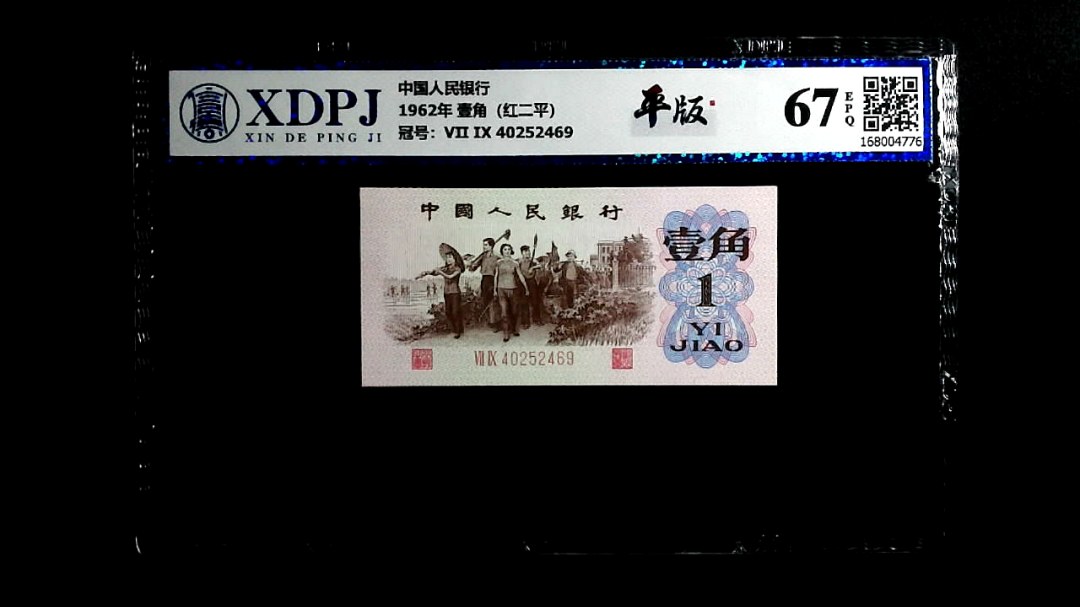 XDPJ
XIN DE PING JI
中国人民银行
1962年 壹角（红二平）
冠号：VII IX 40252469
平版
67
EPQ
168004776
中國人民銀行
壹角
1
YI
JIAO
VII IX 40252469